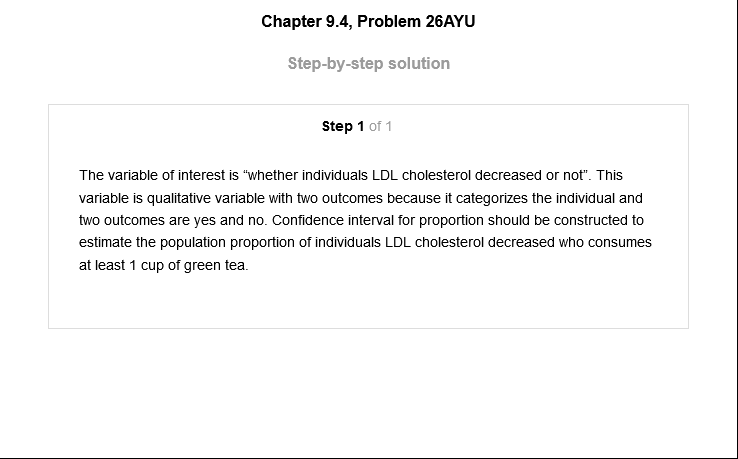 Chapter 9.4, Problem 26AYU
Step-by-step solution
Step 1 of 1
The variable of interest is “whether individuals LDL cholesterol decreased or not”. This
variable is qualitative variable with two outcomes because it categorizes the individual and
two outcomes are yes and no. Confidence interval for proportion should be constructed to
estimate the population proportion of individuals LDL cholesterol decreased who consumes
at least 1 cup of green tea.